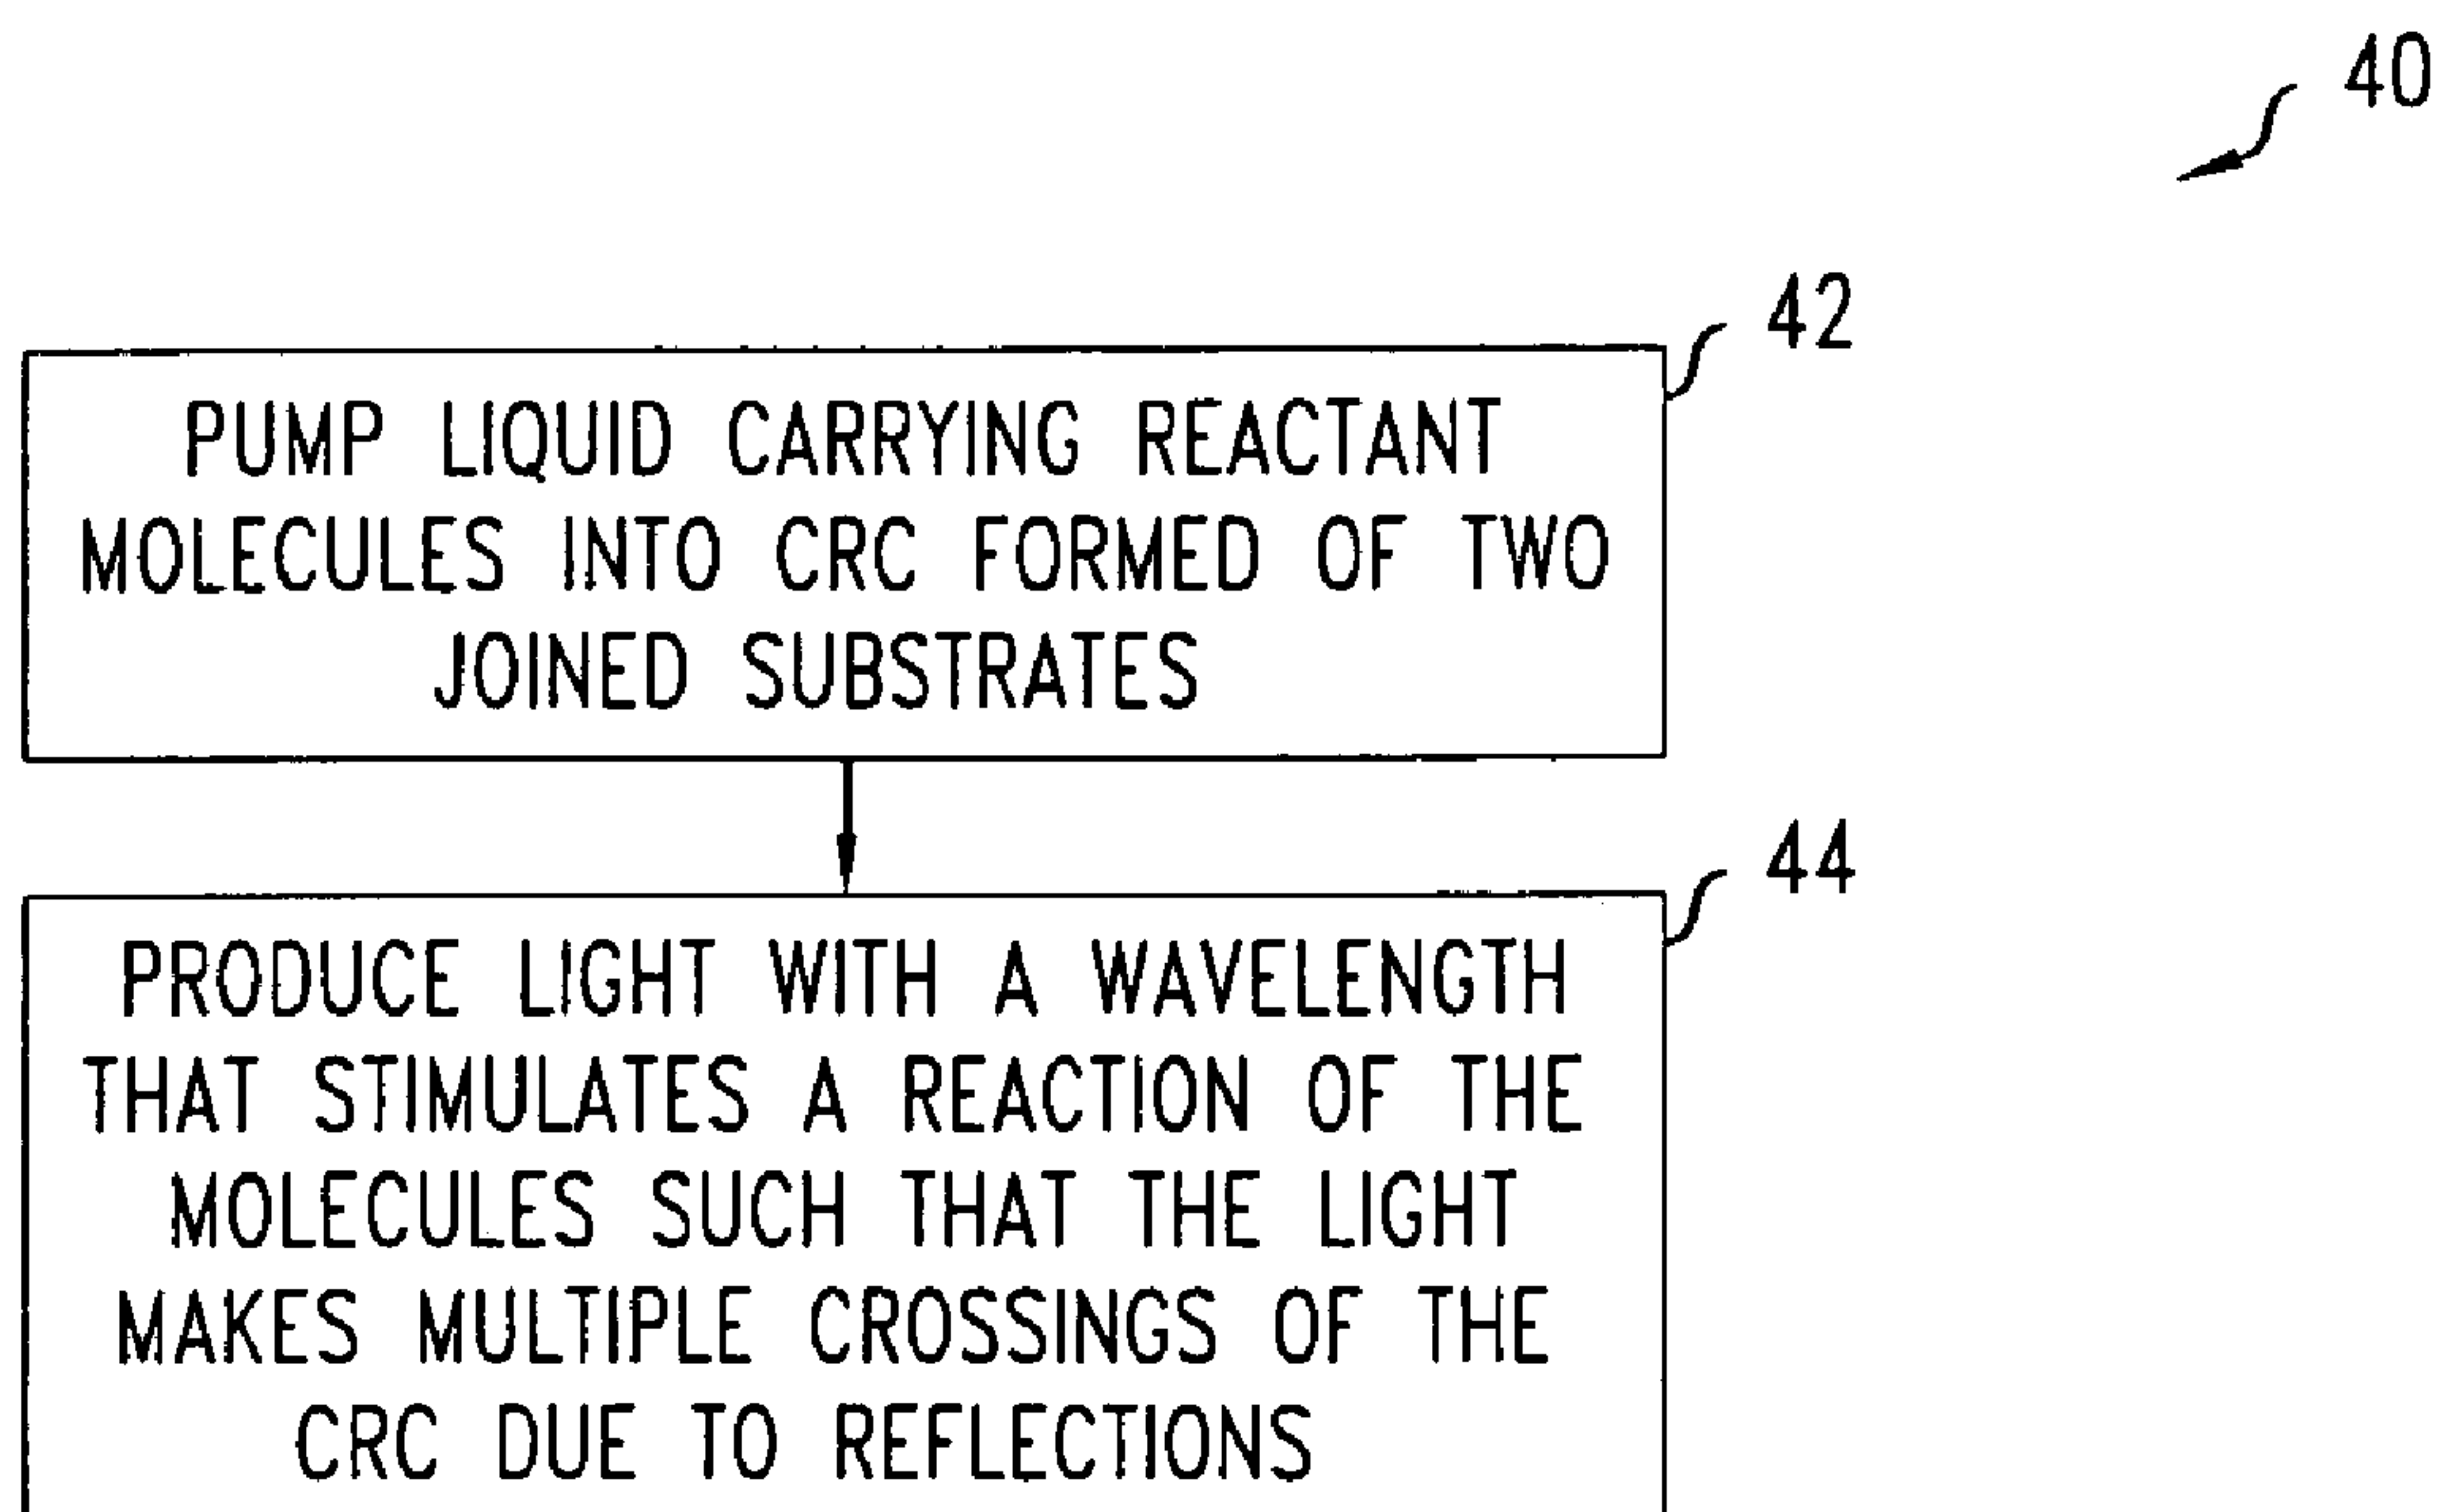 40
42
PUMP LIQUID CARRYING REACTANT
MOLECULES INTO CRC FORMED OF TWO
JOINED SUBSTRATES
44
PRODUCE LIGHT WITH A WAVELENGTH
THAT STIMULATES A REACTION OF THE
MOLECULES SUCH THAT THE LIGHT
MAKES MULTIPLE CROSSINGS OF THE
CRC DUE TO REFLECTIONS